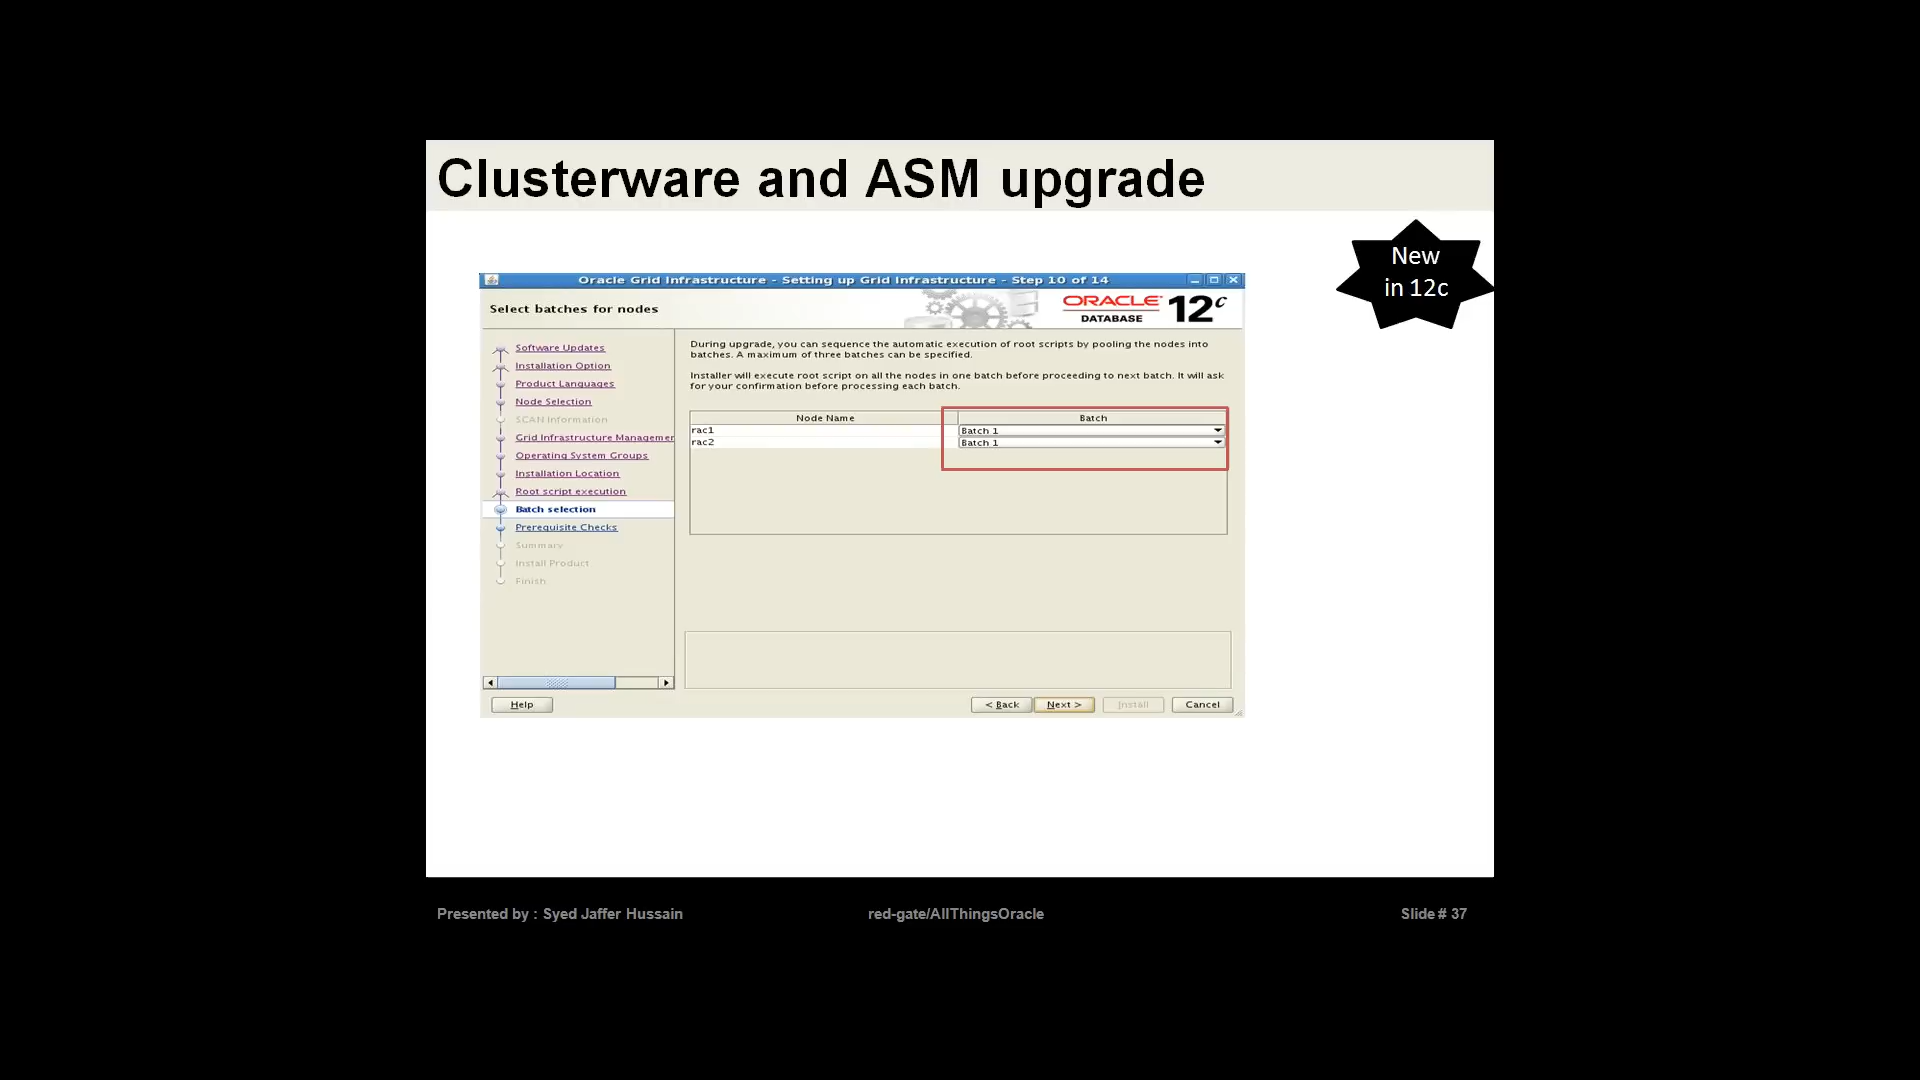 Clusterware and ASM upgrade
New
in 12c
Oracle Grid Infrastructure - Setting up Grid Infrastructure - Step 10 of 14
Select batches for nodes
ORACLE
DATABASE
12c
Software Updates
Installation Option
Product Languages
Node Selection
SCAN Information
Grid Infrastructure Managemer
Operating System Groups
Installation Location
Root script execution
Batch selection
Prerequisite Checks
Summary
Install Product
Finish
During upgrade, you can sequence the automatic execution of root scripts by pooling the nodes into
batches. A maximum of three batches can be specified.
Installer will execute root script on all the nodes in one batch before proceeding to next batch. It will ask
for your confirmation before processing each batch.
Node Name Batch
rac1 Batch 1
rac2 Batch 1
Help
< Back
Next >
Install
Cancel
Presented by : Syed Jaffer Hussain
red-gate/AllThingsOracle
Slide # 37